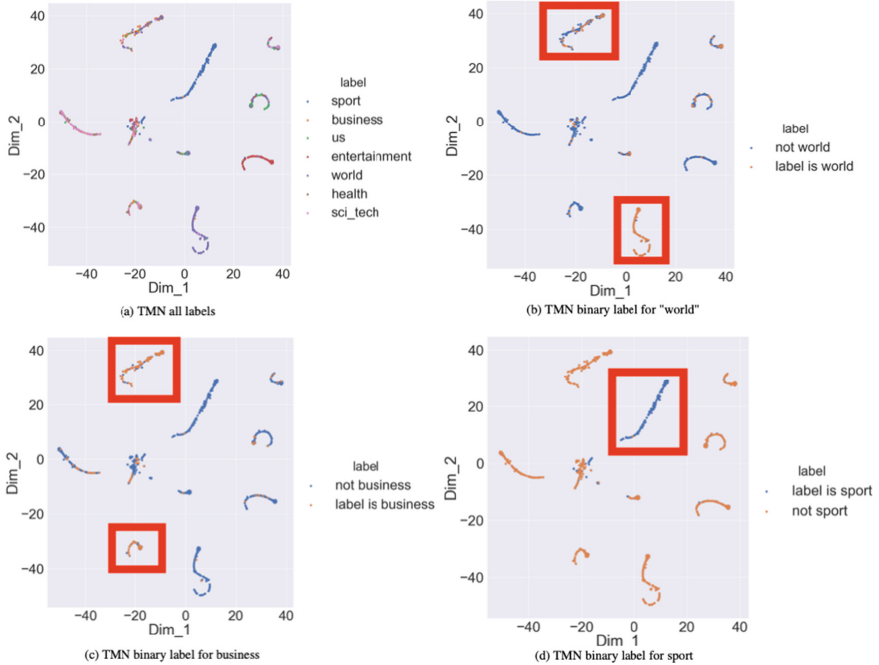 40
20
0
−20
−40
Dim_2
−40
−20
0
20
40
Dim_1
label
sport
business
us
entertainment
world
health
sci_tech
(a) TMN all labels
40
20
0
−20
−40
Dim_2
−40
−20
0
20
40
Dim_1
label
not world
label is world
(b) TMN binary label for "world"
40
20
0
−20
−40
Dim_2
−40
−20
0
20
40
Dim_1
label
not business
label is business
(c) TMN binary label for business
40
20
0
−20
−40
Dim_2
−40
−20
0
20
40
Dim 1
label
label is sport
not sport
(d) TMN binary label for sport